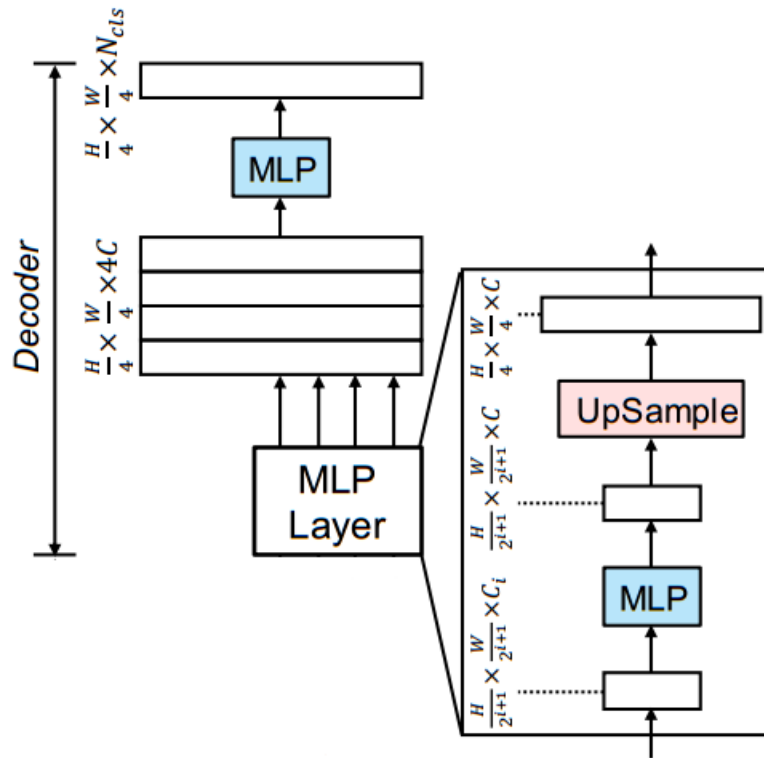 Decoder
H/4 × W/4 × N_cls
MLP
H/4 × W/4 × 4C
MLP
Layer
H/4 × W/4 × C
UpSample
H/2^{i+1} × W/2^{i+1} × C
MLP
H/2^{i+1} × W/2^{i+1} × C_i